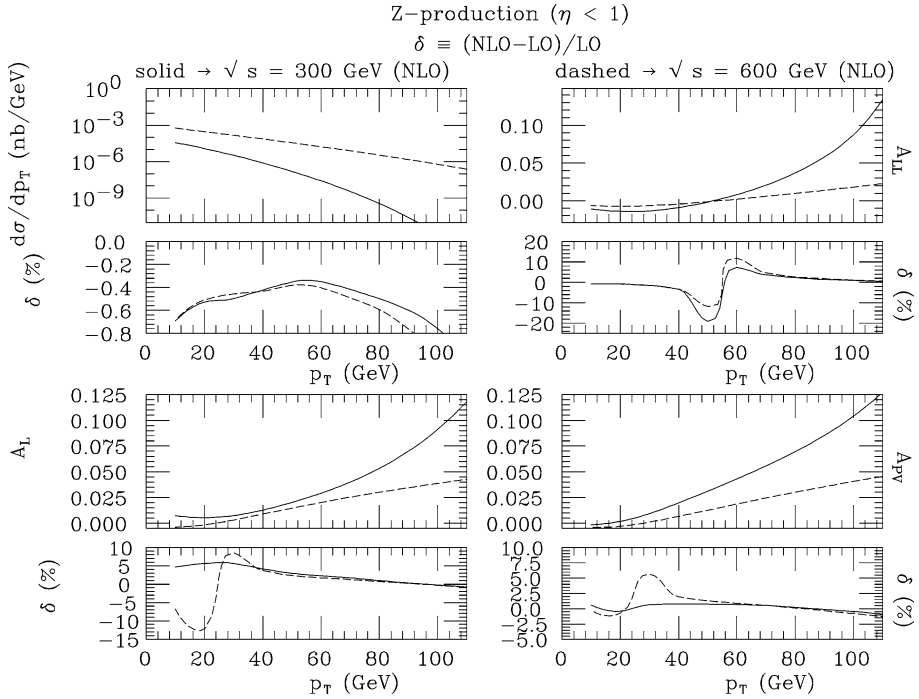 Z-production (η < 1)
δ ≡ (NLO-LO)/LO
solid → √ s = 300 GeV (NLO)
dashed → √ s = 600 GeV (NLO)
dσ/dp_T (nb/GeV)
10^0
10^-3
10^-6
10^-9
δ (%)
0.0
-0.2
-0.4
-0.6
-0.8
0 20 40 60 80 100
p_T (GeV)
0.10
0.05
0.00
A_LL
20
10
0
-10
-20
δ (%)
0 20 40 60 80 100
p_T (GeV)
A_L
0.125
0.100
0.075
0.050
0.025
0.000
δ (%)
10
5
0
-5
-10
-15
0 20 40 60 80 100
p_T (GeV)
0.125
0.100
0.075
0.050
0.025
0.000
A_PV
10.0
7.5
5.0
2.5
0.0
-2.5
-5.0
δ (%)
0 20 40 60 80 100
p_T (GeV)